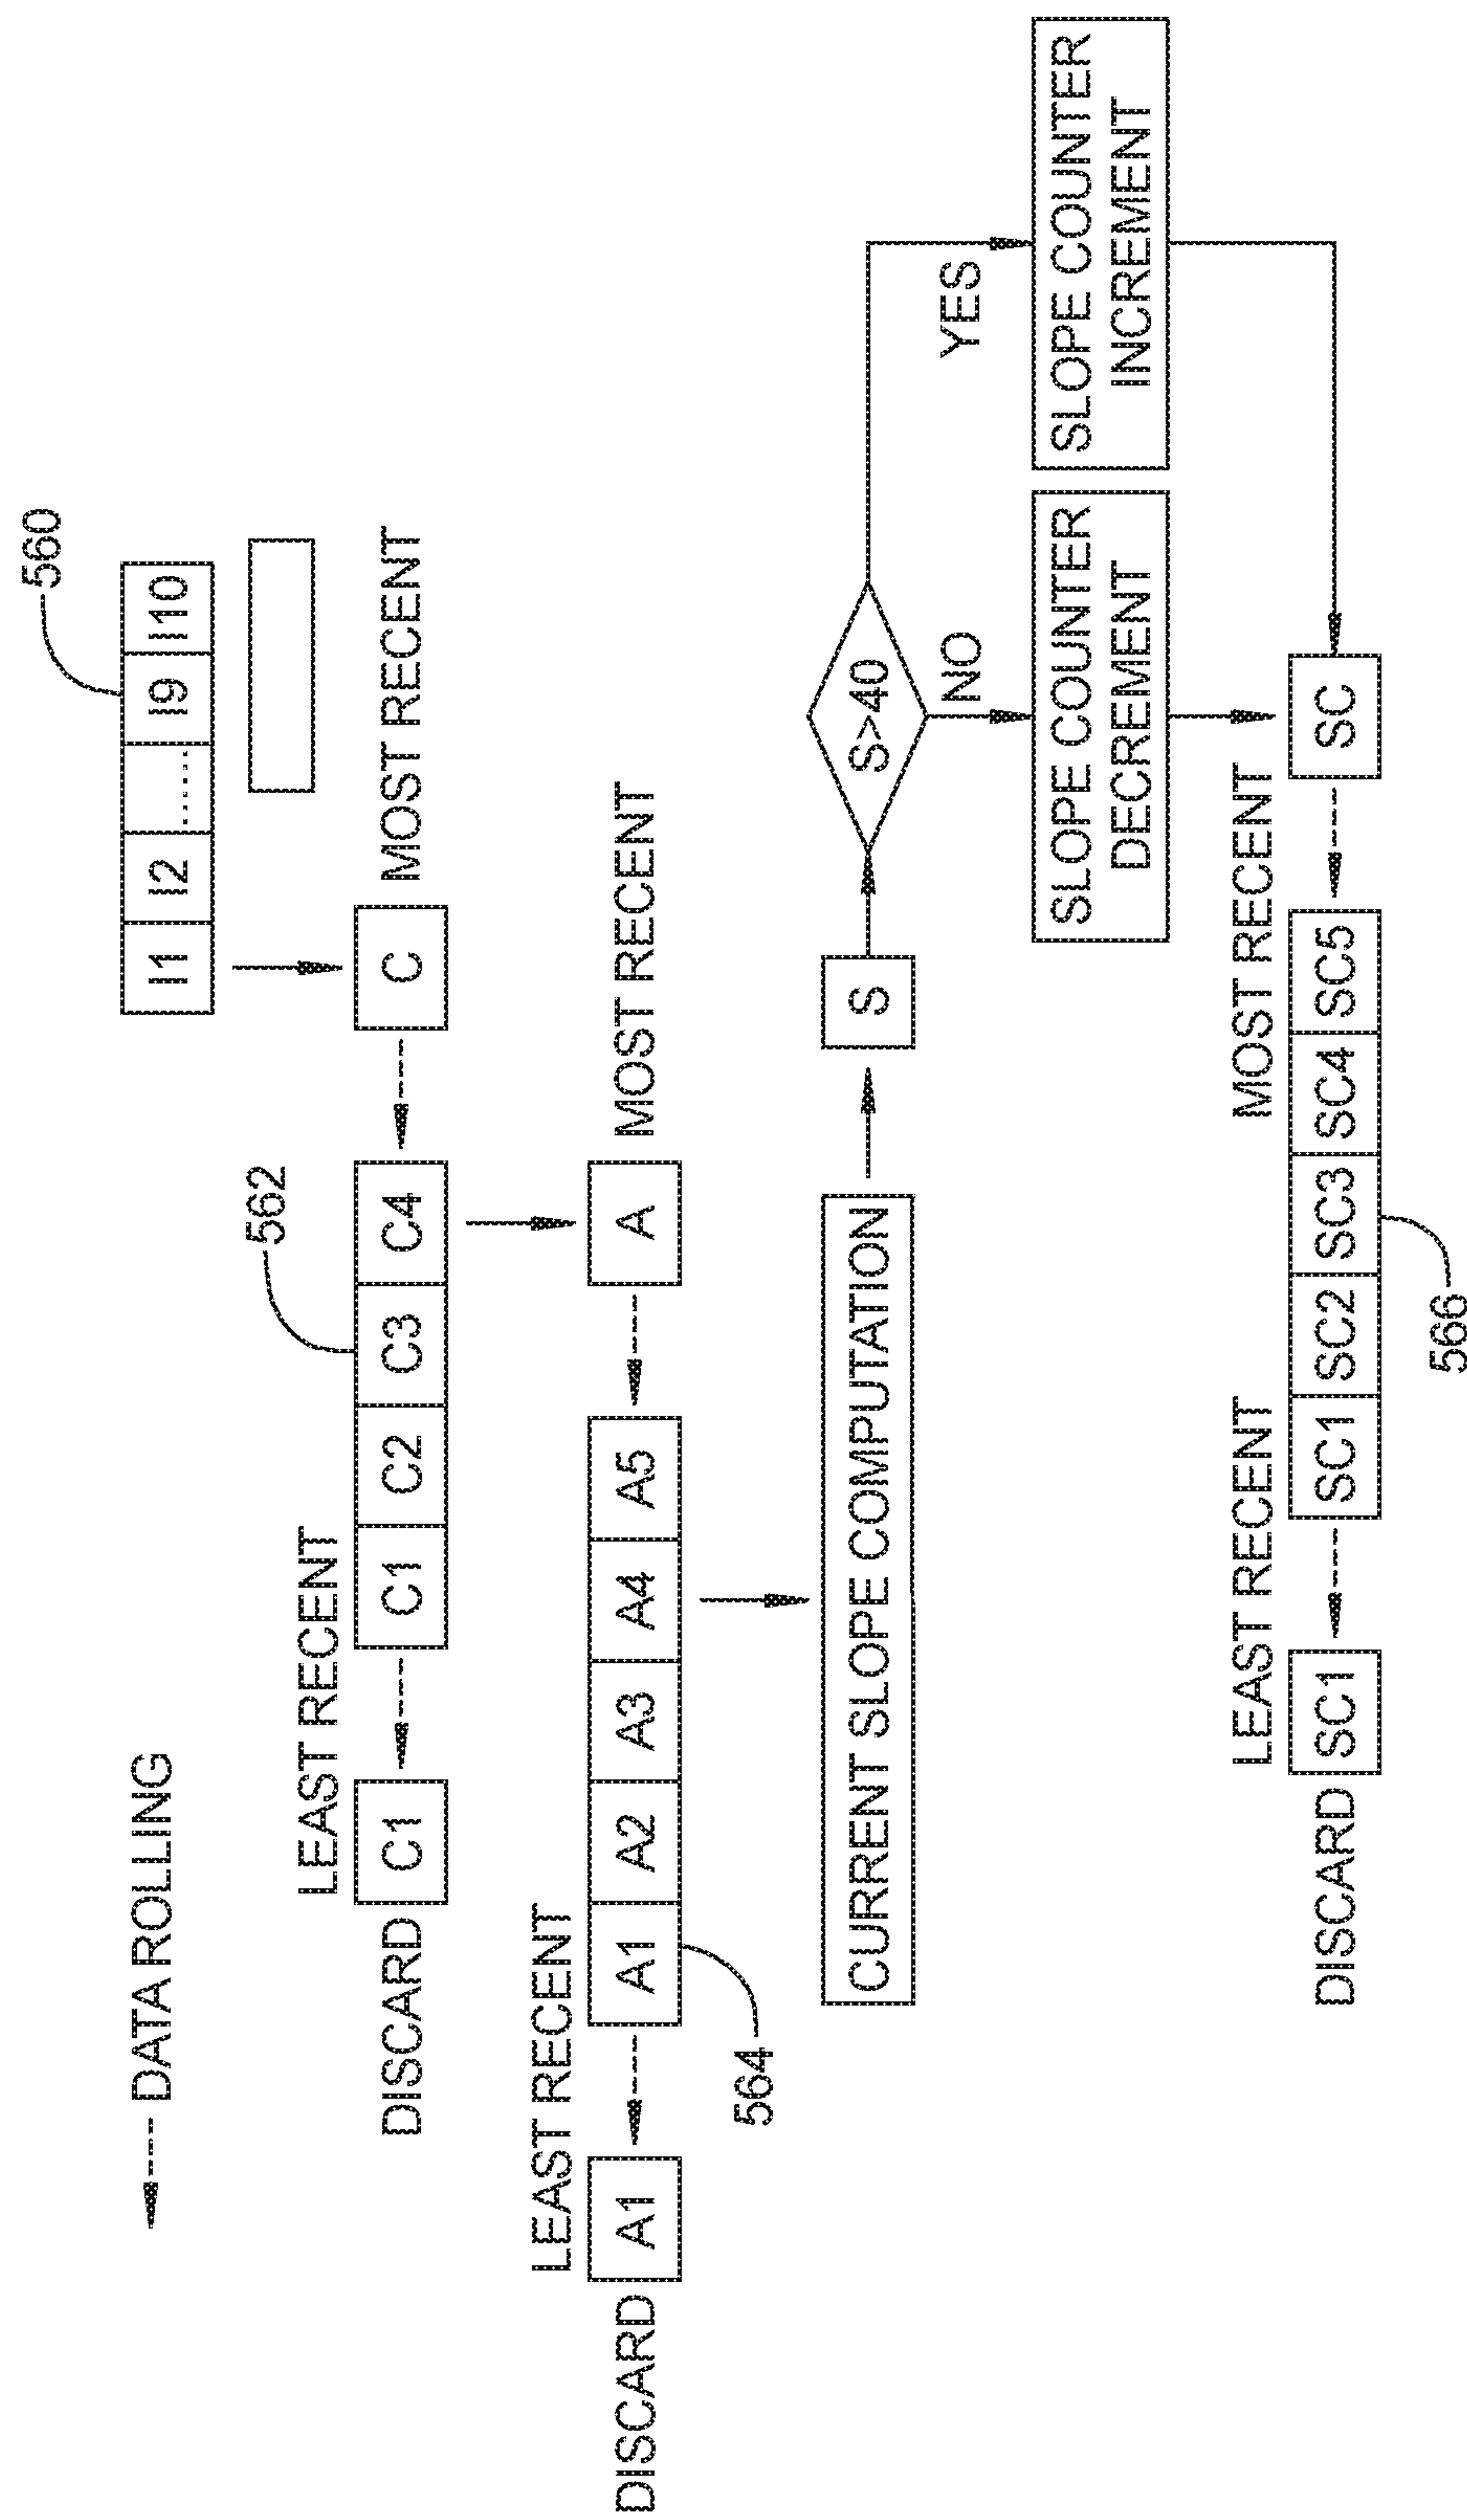 560
DATA ROLLING
I1 I2 ..... I9 I10
562
LEAST RECENT
DISCARD C1 C1 C2 C3 C4 C MOST RECENT
LEAST RECENT
DISCARD A1 A1 A2 A3 A4 A5 A MOST RECENT
564
CURRENT SLOPE COMPUTATION S S>40
NO
YES
SLOPE COUNTER
DECREMENT
SLOPE COUNTER
INCREMENT
LEAST RECENT MOST RECENT
DISCARD SC1 SC1 SC2 SC3 SC4 SC5 SC
566